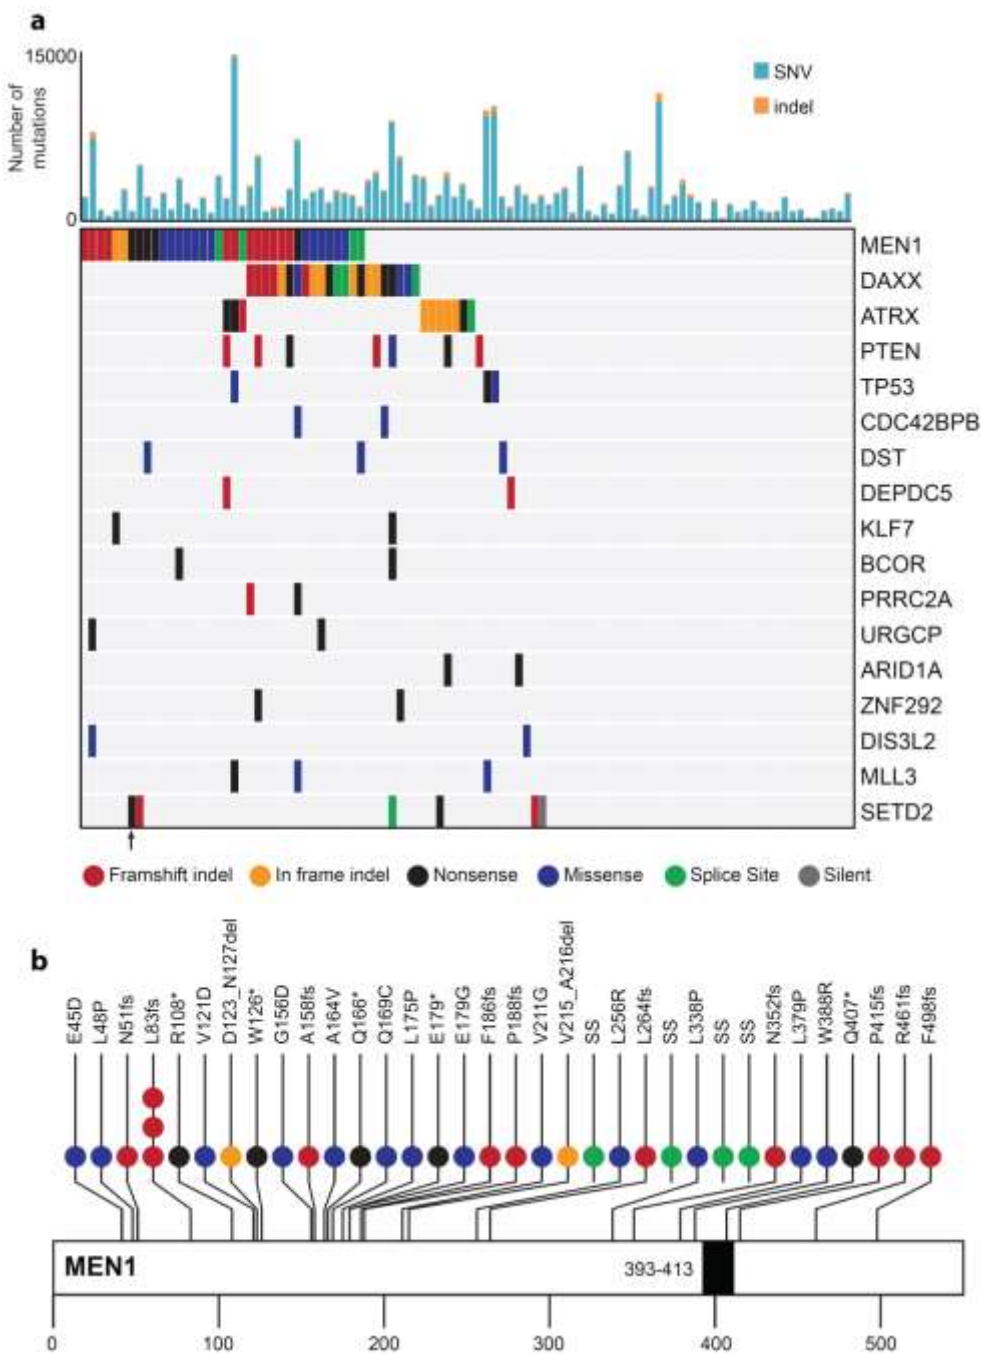 a
15000
Number of
mutations
0
SNV
indel
MEN1
DAXX
ATRX
PTEN
TP53
CDC42BPB
DST
DEPDC5
KLF7
BCOR
PRRC2A
URGCP
ARID1A
ZNF292
DIS3L2
MLL3
SETD2
Framshift indel In frame indel Nonsense Missense Splice Site Silent
b
E45D
L48P
N51fs
L83fs
R108*
V121D
D123_N127del
W126*
G156D
A158fs
A164V
Q166*
Q169C
L175P
E179*
E179G
F186fs
P188fs
V211G
V215_A216del
SS
L256R
L264fs
SS
L338P
SS
SS
N352fs
L379P
W388R
Q407*
P415fs
R461fs
F498fs
MEN1 393-413
0 100 200 300 400 500